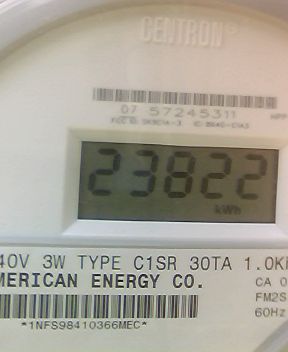 CENTRON®
07 57245311
23822
kWh
40V 3W TYPE C1SR 30TA 1.0K
MERICAN ENERGY CO.
CA 0
FM2S
60Hz
*1NFS98410366MEC*